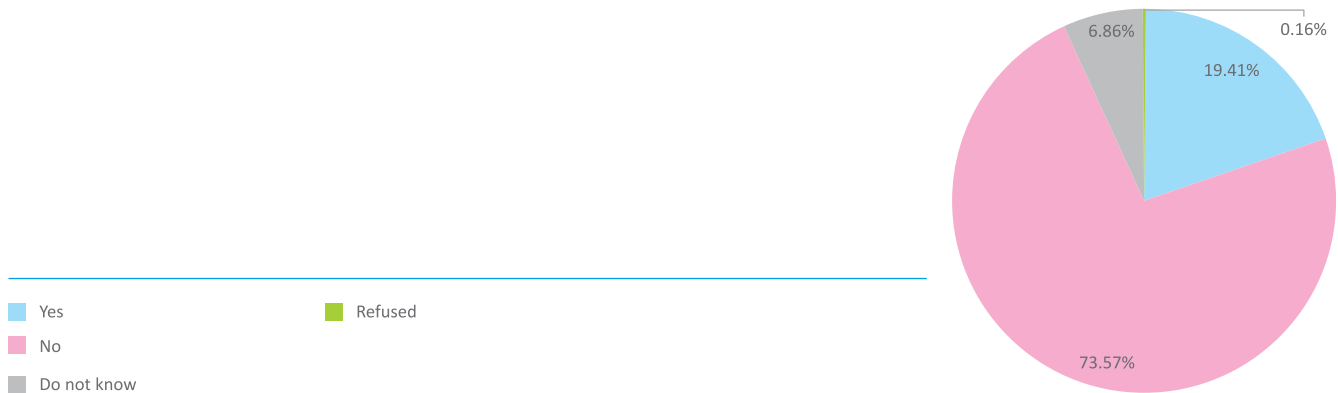 6.86%
0.16%
19.41%
73.57%
Yes
Refused
No
Do not know